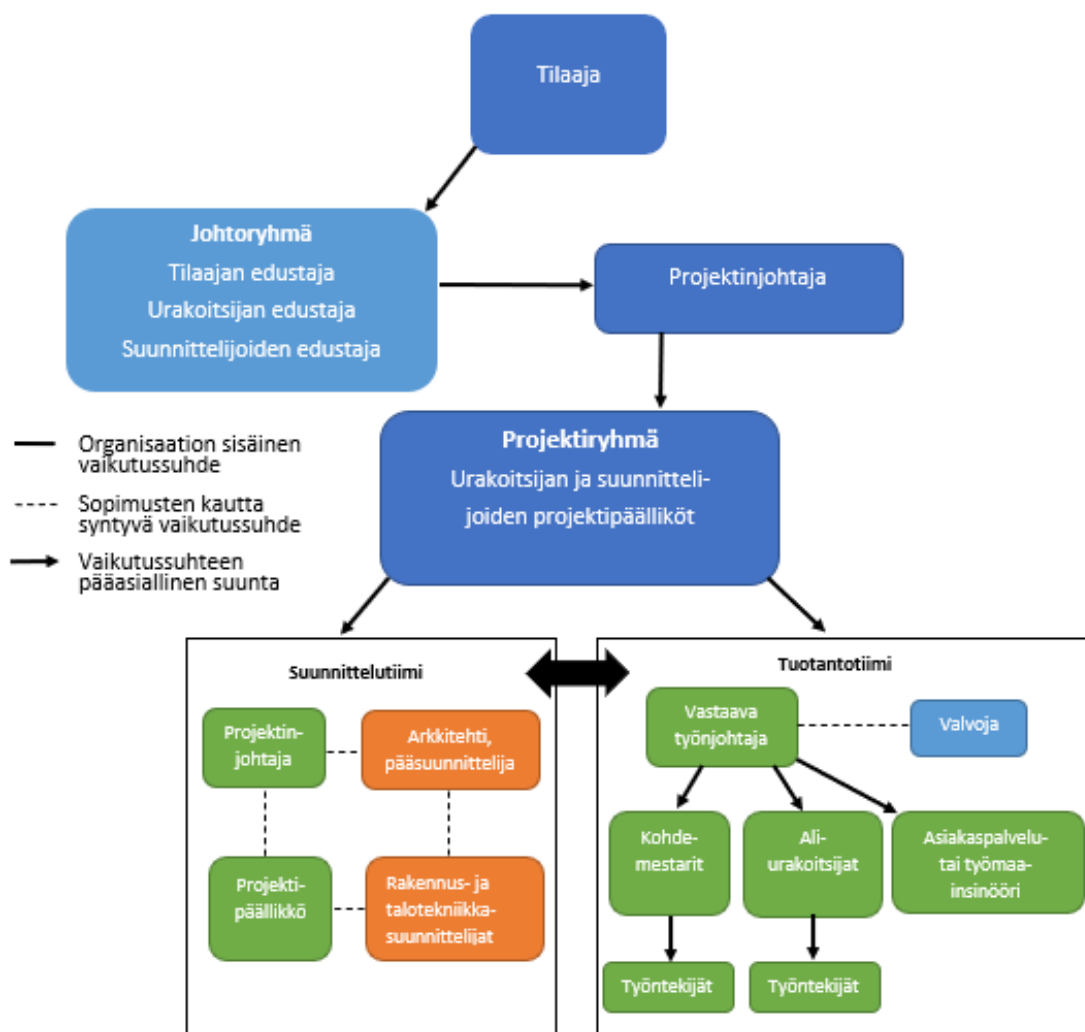 Tilaaja
Johtoryhmä
Tilaajan edustaja
Urakoitsijan edustaja
Suunnittelijoiden edustaja
Projektinjohtaja
Projektiryhmä
Urakoitsijan ja suunnitteli-
joiden projektipäälliköt
Organisaation sisäinen
vaikutussuhde
Sopimusten kautta
syntyvä vaikutussuhde
Vaikutussuhteen
pääasiallinen suunta
Suunnittelutiimi
Projektin-
johtaja
Arkkitehti,
pääsuunnittelija
Projekti-
päällikkö
Rakennus- ja
talotekniikka-
suunnittelijat
Tuotantotiimi
Vastaava
työnjohtaja
Valvoja
Kohde-
mestarit
Ali-
urakoitsijat
Asiakaspalvelu-
tai työmaa-
insinööri
Työntekijät
Työntekijät